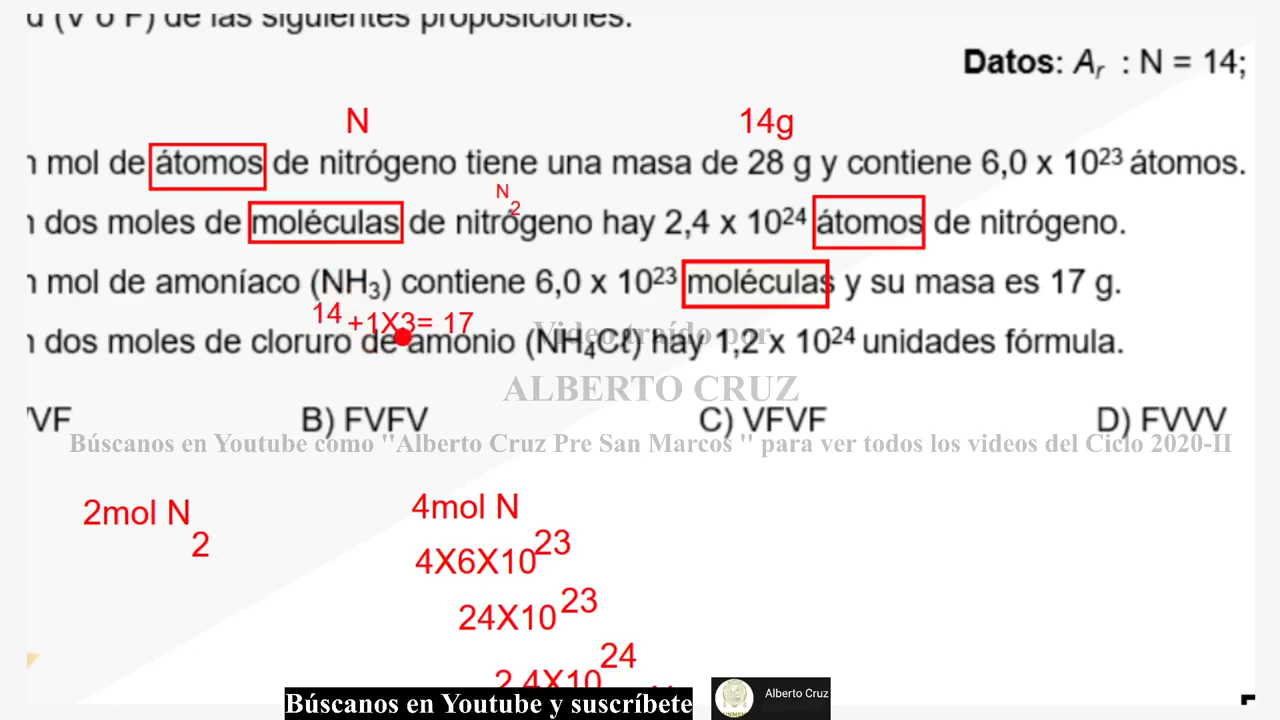 (V o F) de las siguientes proposiciones.
Datos: Ar : N = 14;
N 14g
n mol de átomos de nitrógeno tiene una masa de 28 g y contiene 6,0 x 10²³ átomos.
N2
n dos moles de moléculas de nitrógeno hay 2,4 x 10²⁴ átomos de nitrógeno.
n mol de amoníaco (NH₃) contiene 6,0 x 10²³ moléculas y su masa es 17 g.
14 +1X3= 17
Video traído por
n dos moles de cloruro de amonio (NH₄Cℓ) hay 1,2 x 10²⁴ unidades fórmula.
ALBERTO CRUZ
VF B) FVFV C) VFVF D) FVVV
Búscanos en Youtube como "Alberto Cruz Pre San Marcos " para ver todos los videos del Ciclo 2020-II
2mol N2 4mol N
4X6X10²³
24X10²³
2,4X10²⁴
Búscanos en Youtube y suscríbete
Alberto Cruz